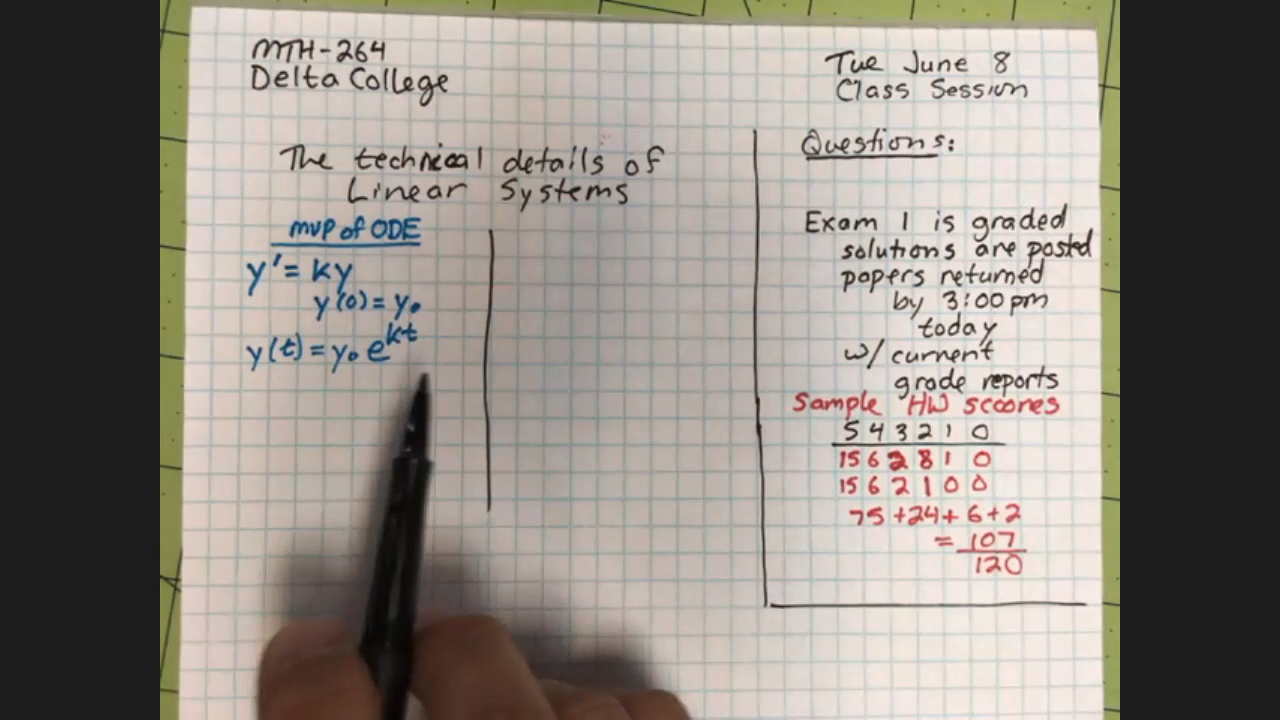 MTH-264
Delta College
Tue June 8
Class Session
The technical details of
Linear Systems
mvp of ODE
y' = ky
y(0) = y₀
y(t) = y₀ e^{kt}
Questions:
Exam 1 is graded
solutions are posted
papers returned
by 3:00 pm
today
w/ current
grade reports
Sample HW scoores
5 4 3 2 1 0
15 6 2 8 1 0
15 6 2 1 0 0
75 + 24 + 6 + 2
= 107
120